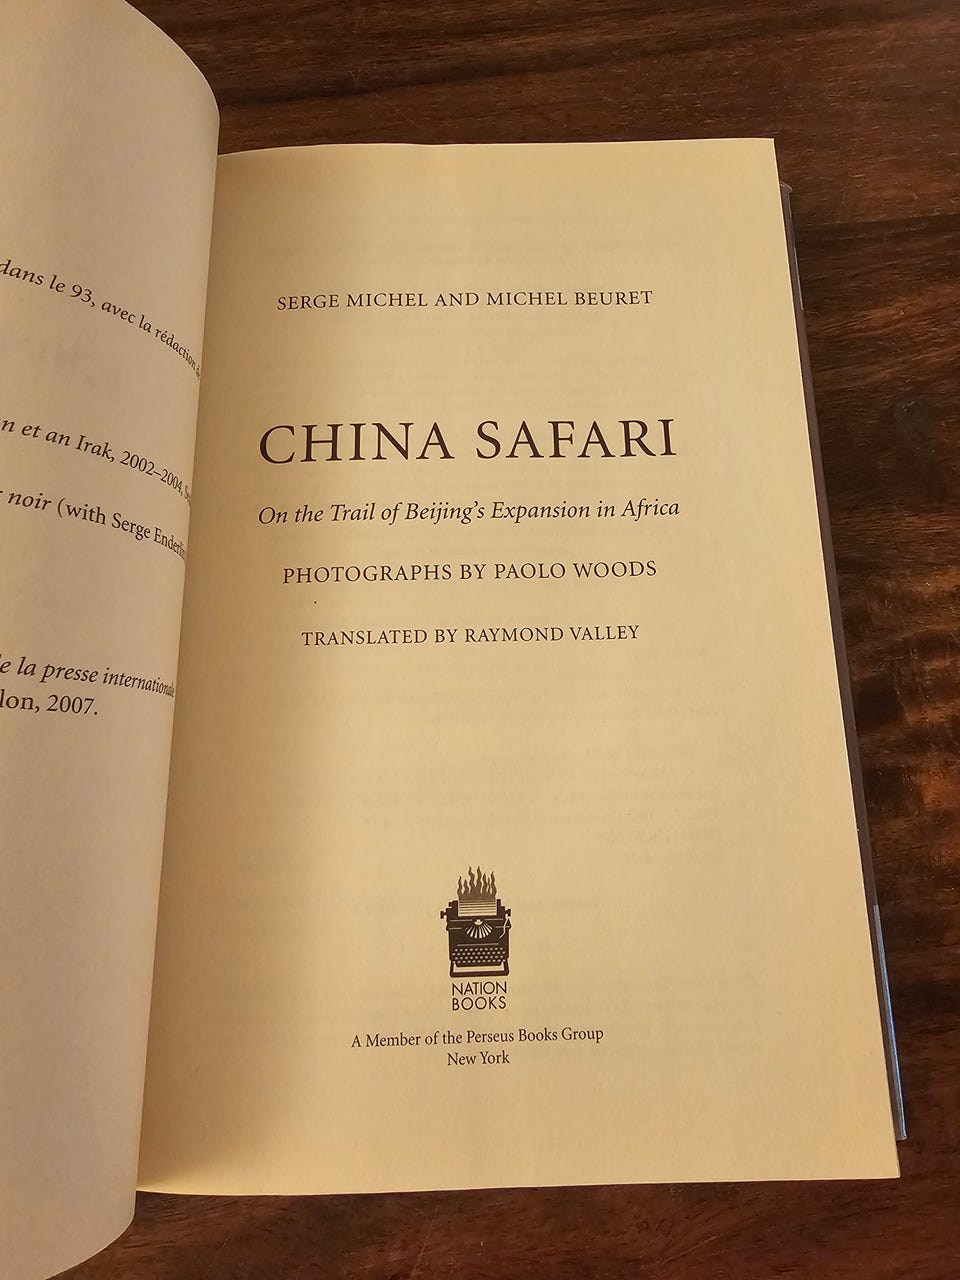 dans le 93, avec la rédaction de
n et an Irak, 2002–2004,
noir (with Serge
la presse internationale
lon, 2007.
SERGE MICHEL AND MICHEL BEURET
CHINA SAFARI
On the Trail of Beijing's Expansion in Africa
PHOTOGRAPHS BY PAOLO WOODS
TRANSLATED BY RAYMOND VALLEY
NATION
BOOKS
A Member of the Perseus Books Group
New York